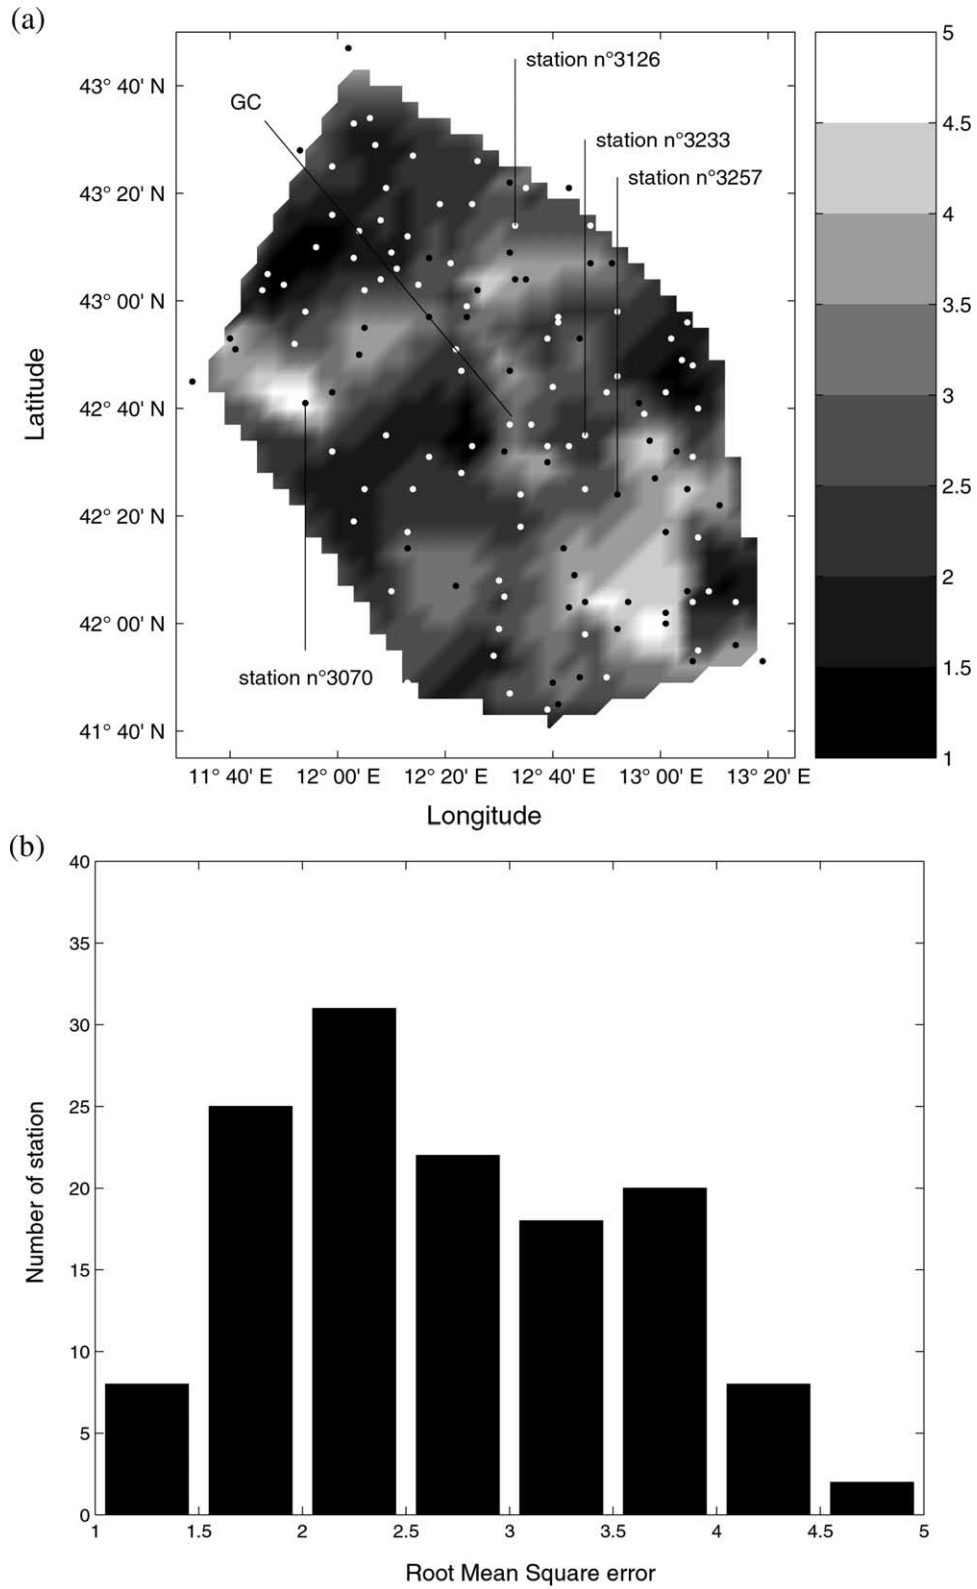 (a)
station n°3126
GC
station n°3233
station n°3257
station n°3070
43° 40' N
43° 20' N
43° 00' N
42° 40' N
42° 20' N
42° 00' N
41° 40' N
Latitude
11° 40' E 12° 00' E 12° 20' E 12° 40' E 13° 00' E 13° 20' E
Longitude
5
4.5
4
3.5
3
2.5
2
1.5
1
(b)
40
35
30
25
20
15
10
5
0
Number of station
1 1.5 2 2.5 3 3.5 4 4.5 5
Root Mean Square error